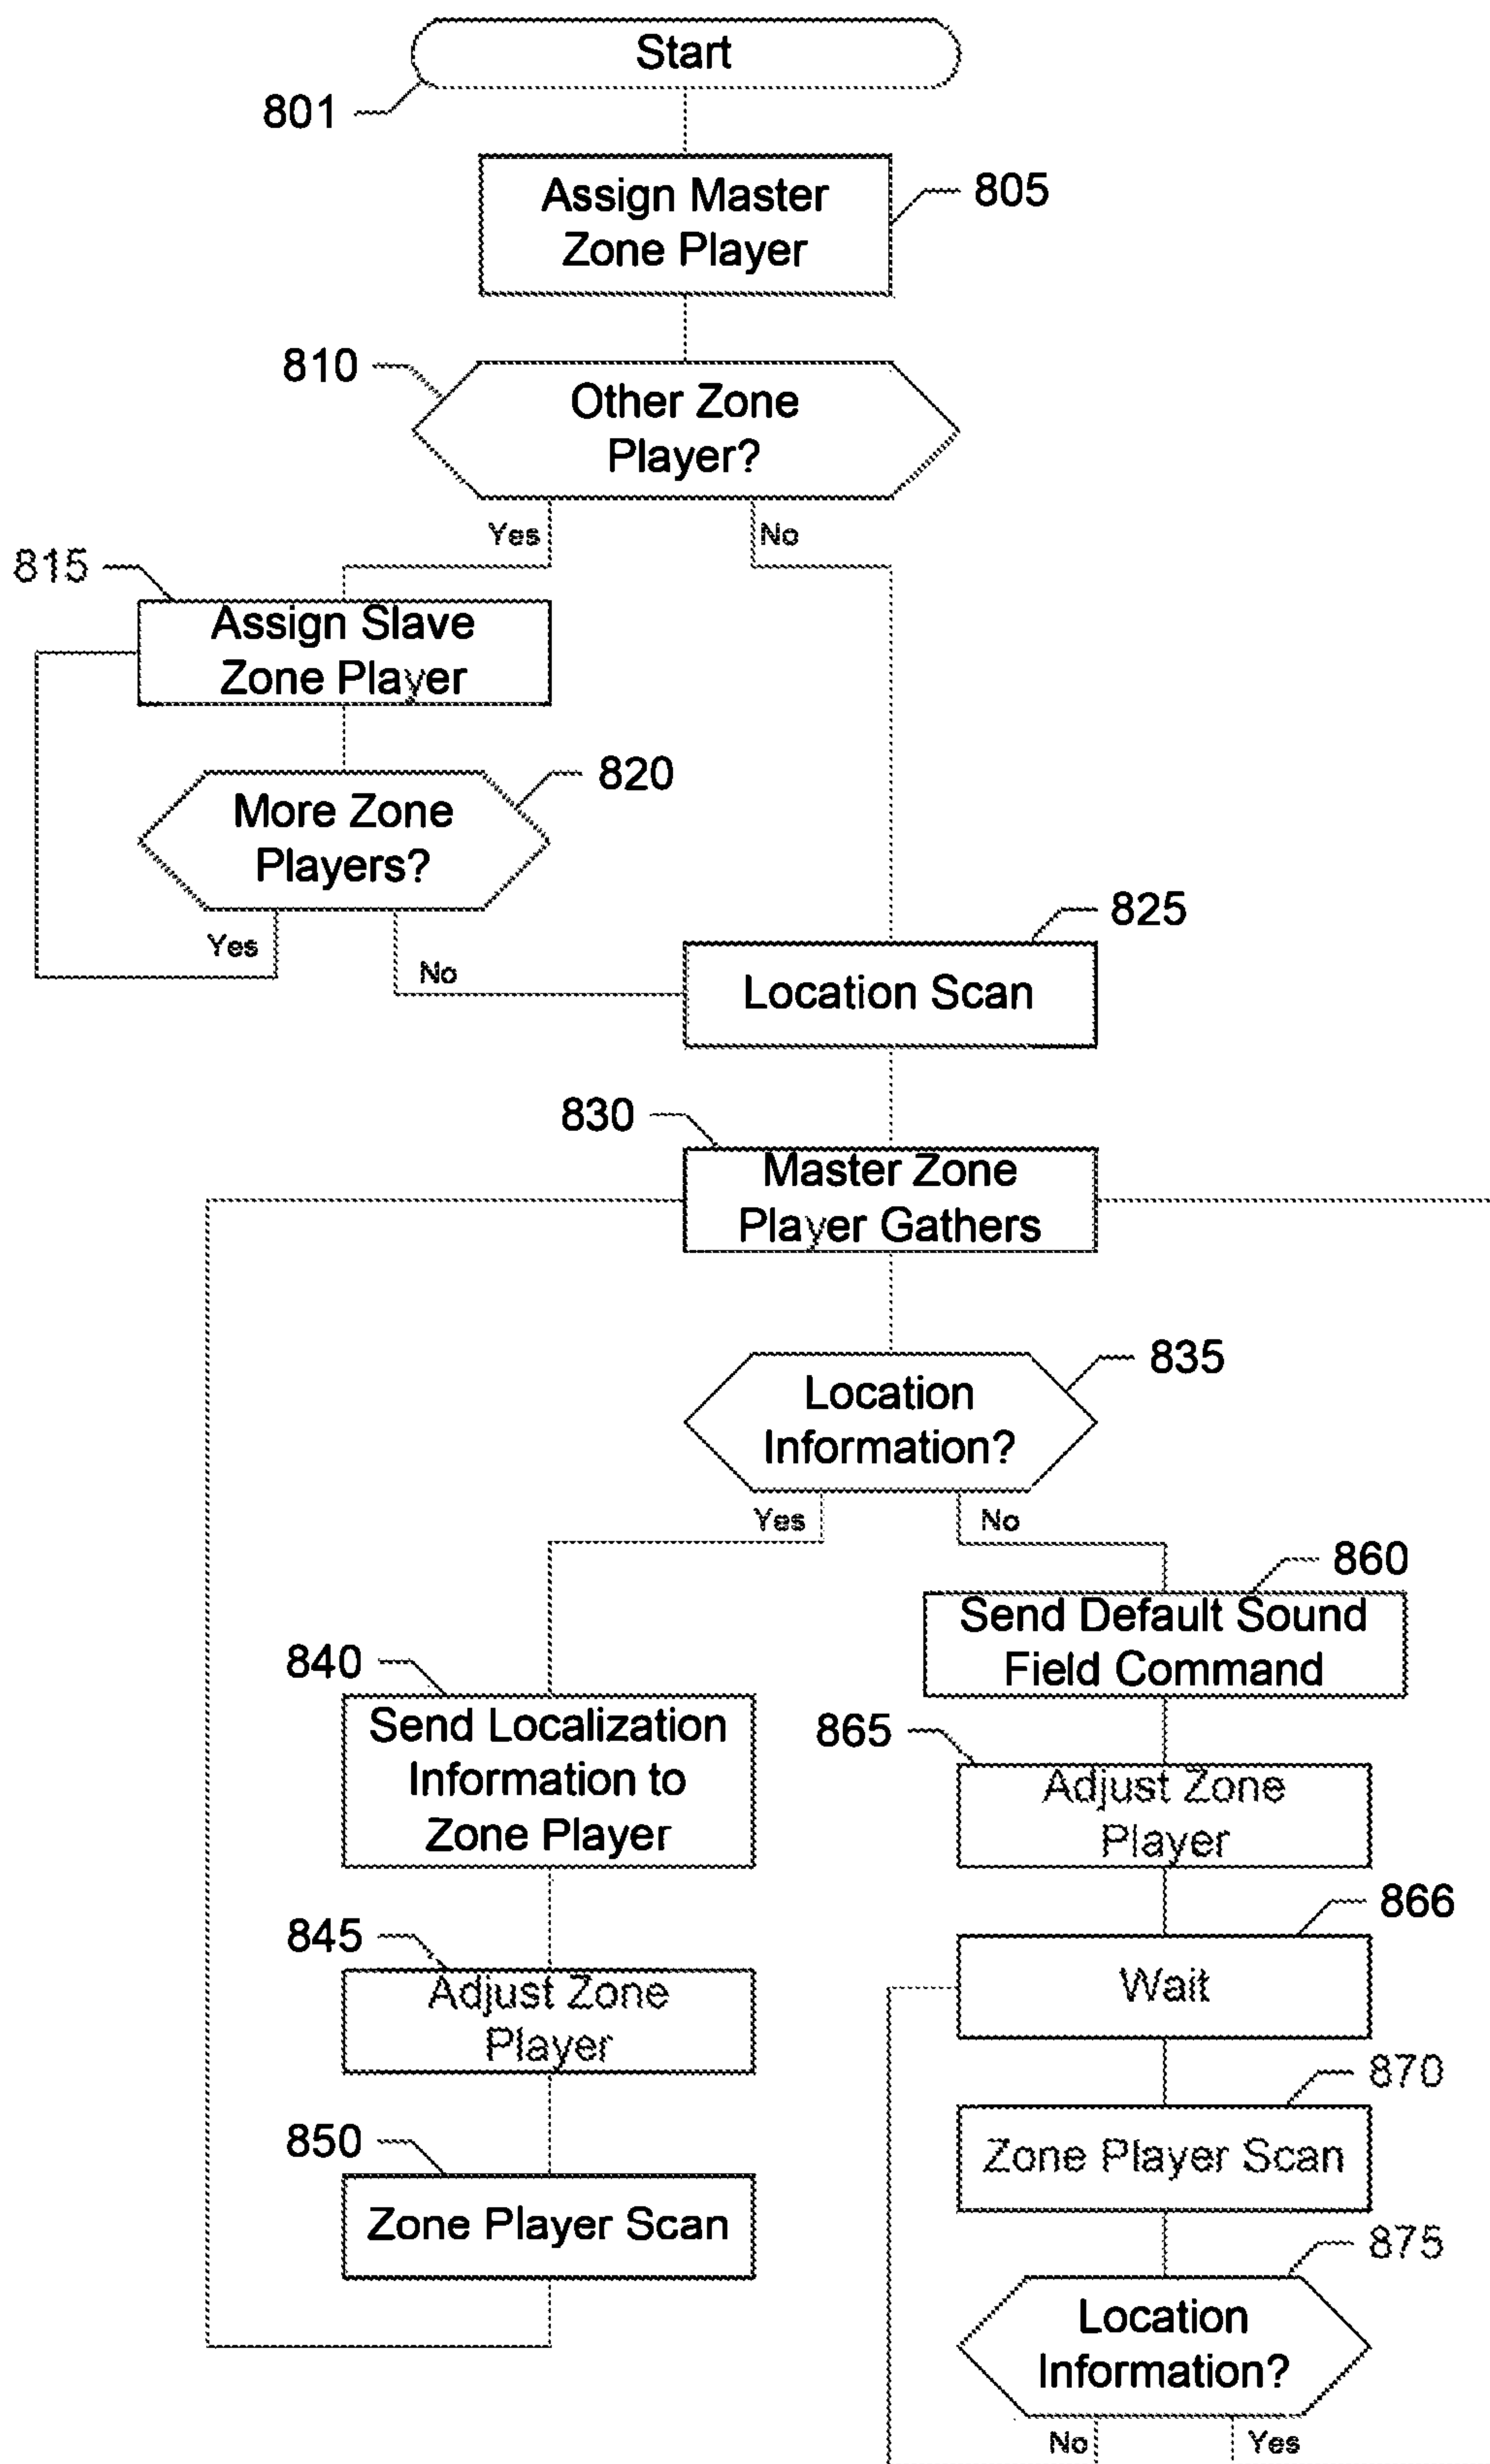 Start
801
Assign Master
Zone Player
805
810
Other Zone
Player?
Yes
No
815
Assign Slave
Zone Player
820
More Zone
Players?
Yes
No
825
Location Scan
830
Master Zone
Player Gathers
835
Location
Information?
Yes
No
860
Send Default Sound
Field Command
840
Send Localization
Information to
Zone Player
865
Adjust Zone
Player
866
Wait
845
Adjust Zone
Player
870
Zone Player Scan
850
Zone Player Scan
875
Location
Information?
No
Yes